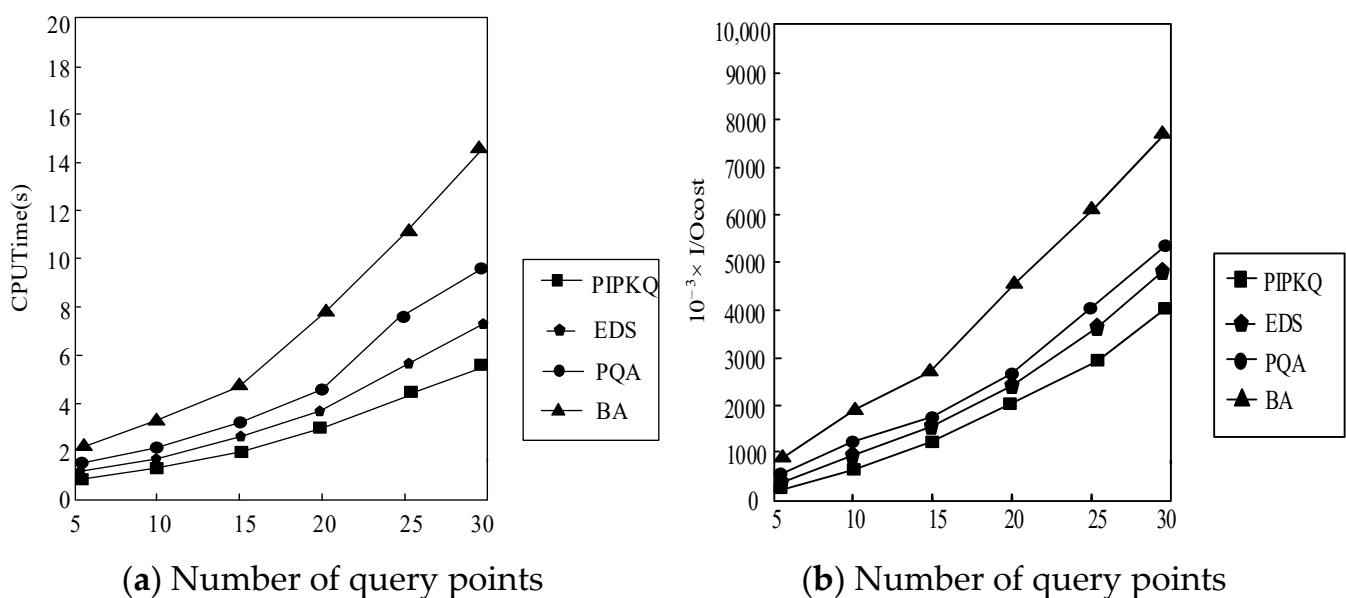 20
18
16
14
12
10
8
6
4
2
0
CPUTime(s)
5 10 15 20 25 30
PIPKQ
EDS
PQA
BA
(a) Number of query points
10,000
9000
8000
7000
6000
5000
4000
3000
2000
1000
0
10⁻³× I/Ocost
5 10 15 20 25 30
PIPKQ
EDS
PQA
BA
(b) Number of query points